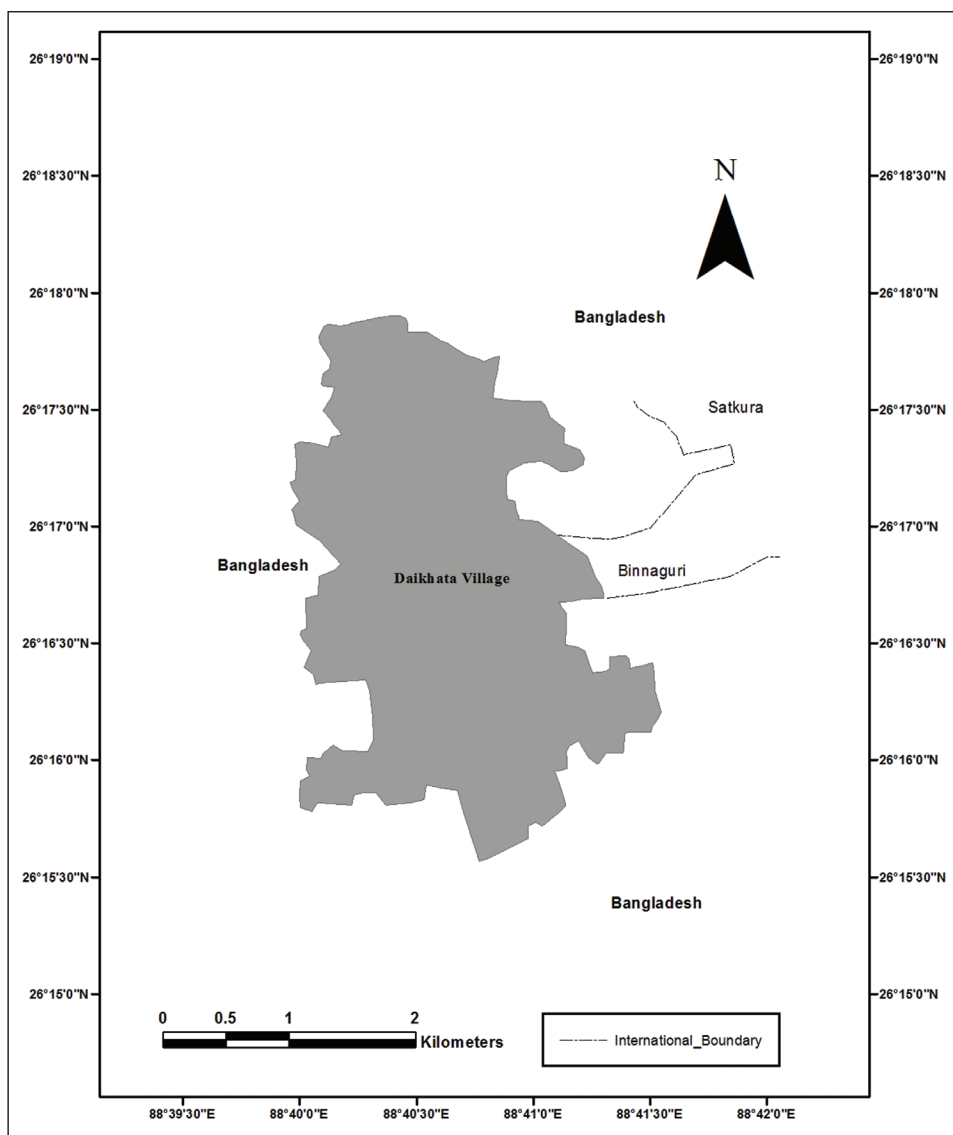 26°19'0"N
26°19'0"N
26°18'30"N
26°18'30"N
N
26°18'0"N
26°18'0"N
Bangladesh
26°17'30"N
26°17'30"N
Satkura
26°17'0"N
26°17'0"N
Bangladesh
Daikhata Village
Binnaguri
26°16'30"N
26°16'30"N
26°16'0"N
26°16'0"N
26°15'30"N
26°15'30"N
Bangladesh
26°15'0"N
26°15'0"N
0 0.5 1 2
Kilometers
International_Boundary
88°39'30"E 88°40'0"E 88°40'30"E 88°41'0"E 88°41'30"E 88°42'0"E